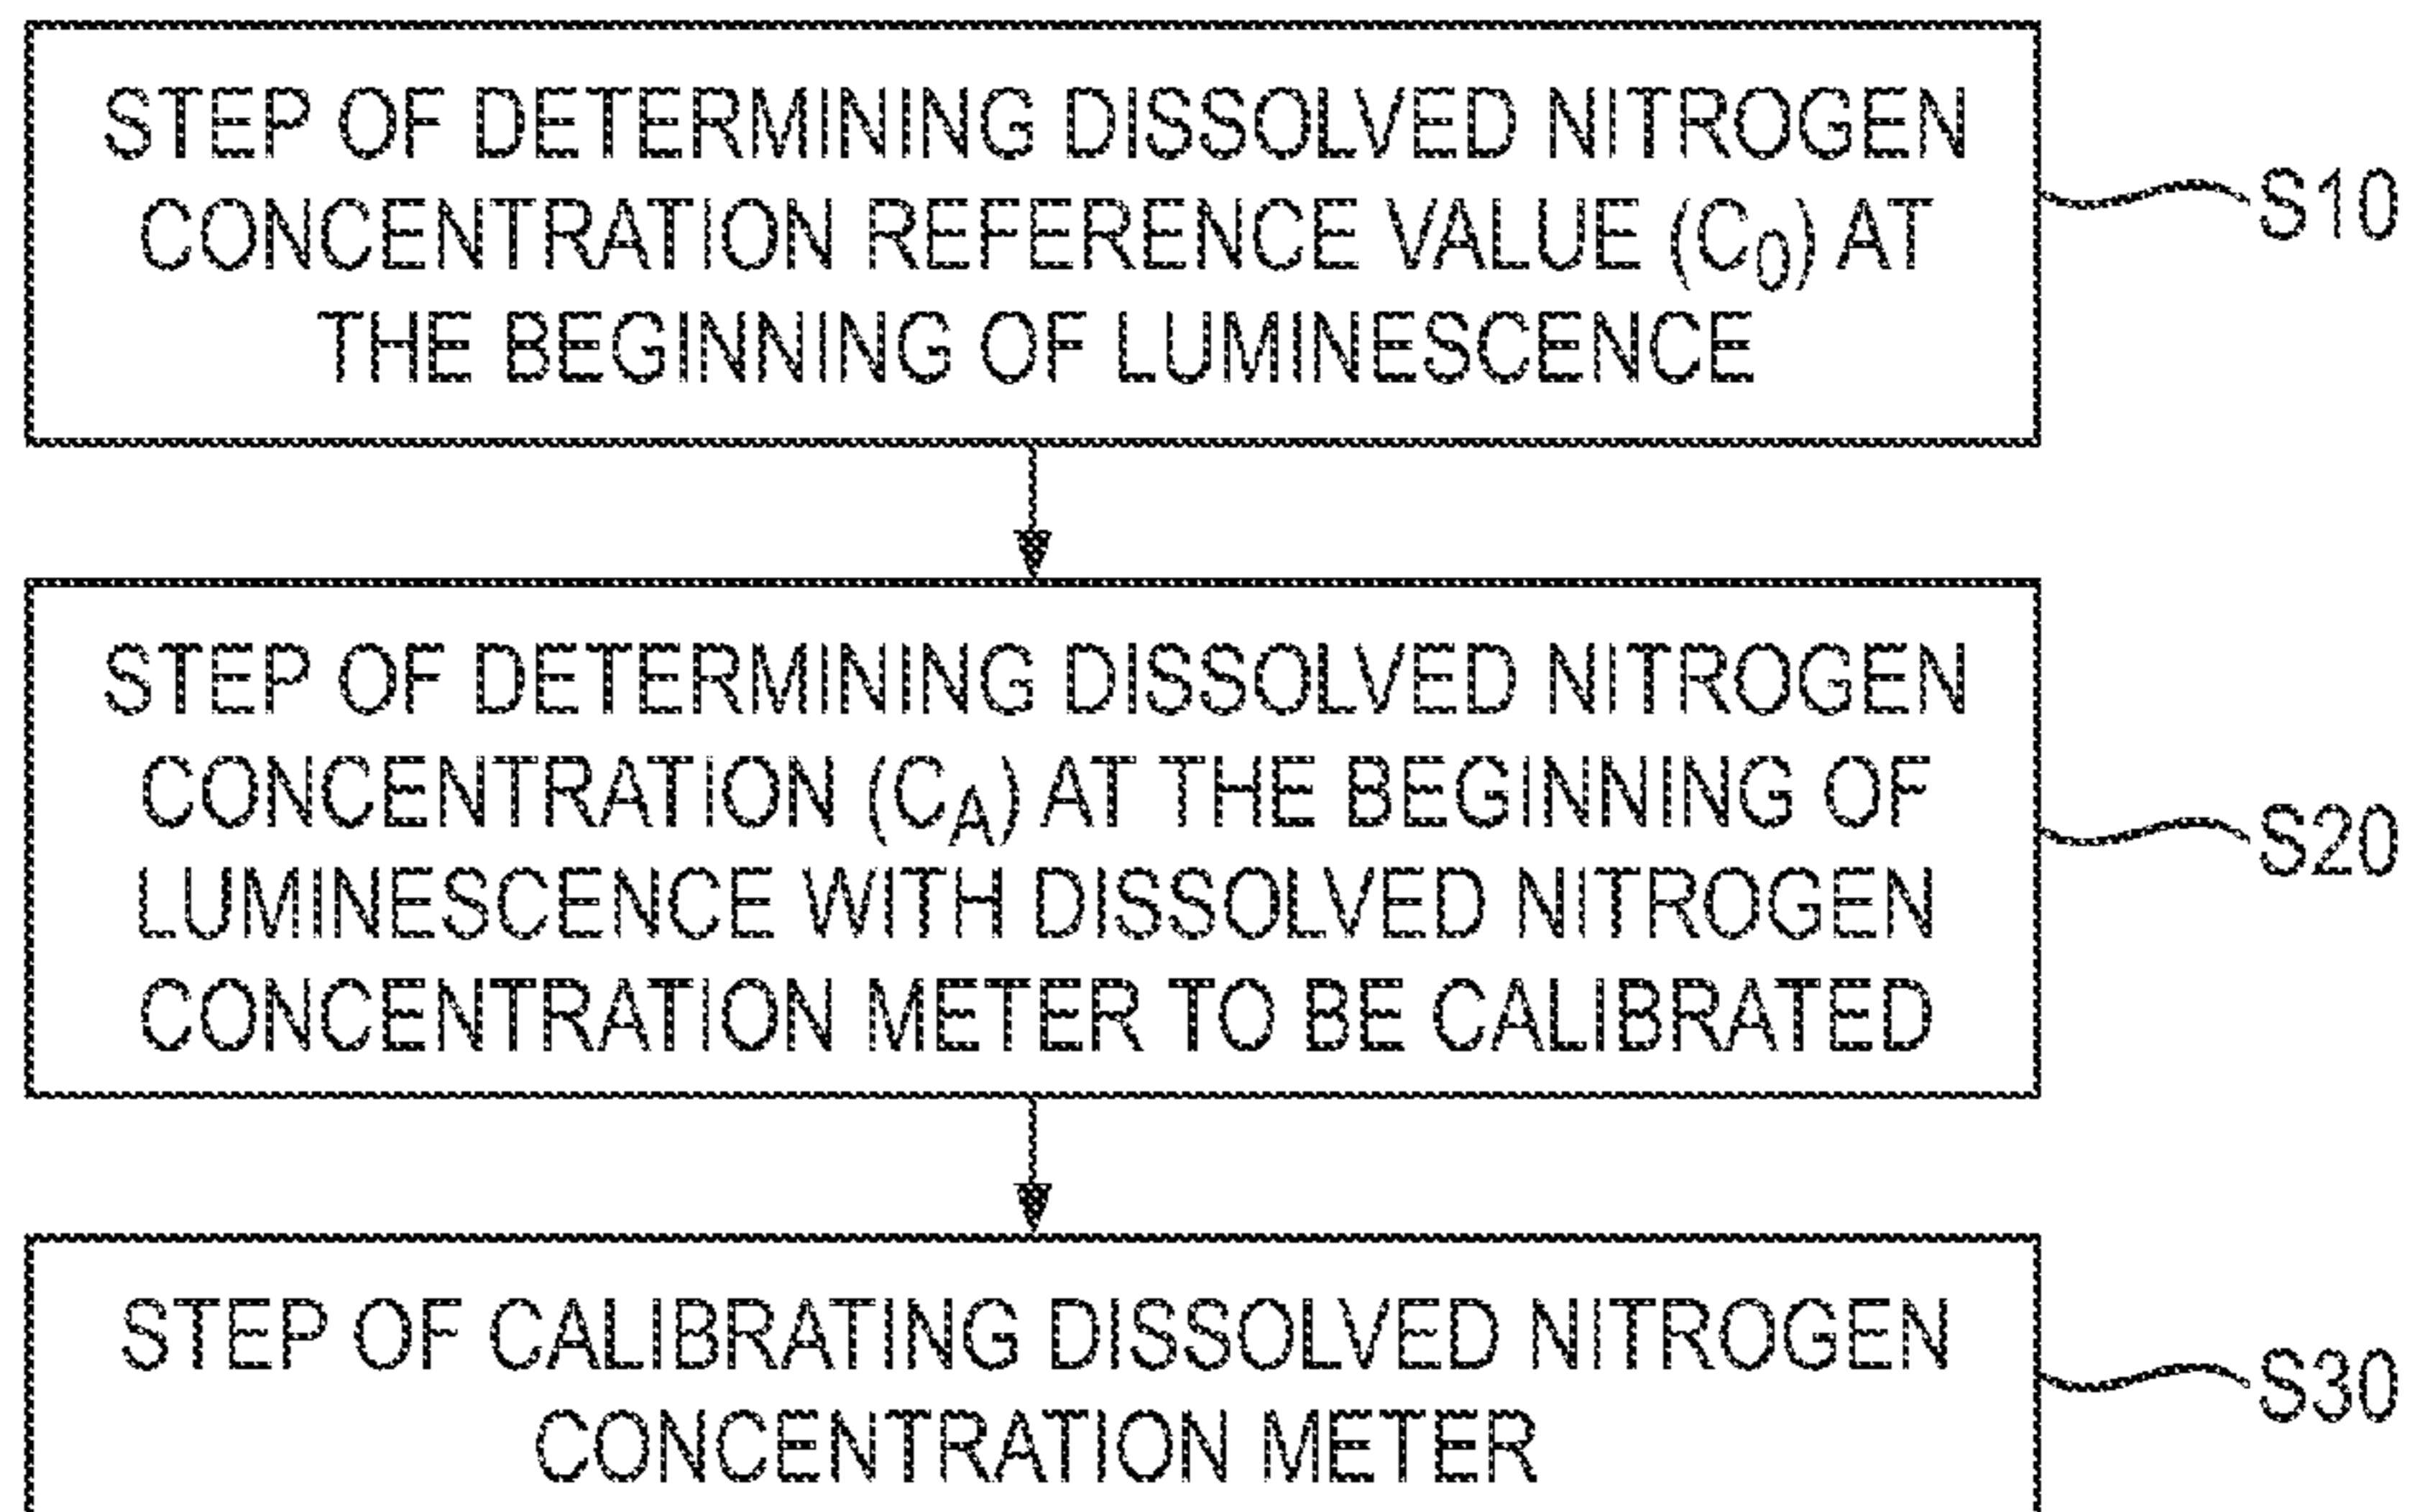 STEP OF DETERMINING DISSOLVED NITROGEN
CONCENTRATION REFERENCE VALUE (C₀) AT
THE BEGINNING OF LUMINESCENCE
S10
STEP OF DETERMINING DISSOLVED NITROGEN
CONCENTRATION (C_A) AT THE BEGINNING OF
LUMINESCENCE WITH DISSOLVED NITROGEN
CONCENTRATION METER TO BE CALIBRATED
S20
STEP OF CALIBRATING DISSOLVED NITROGEN
CONCENTRATION METER
S30